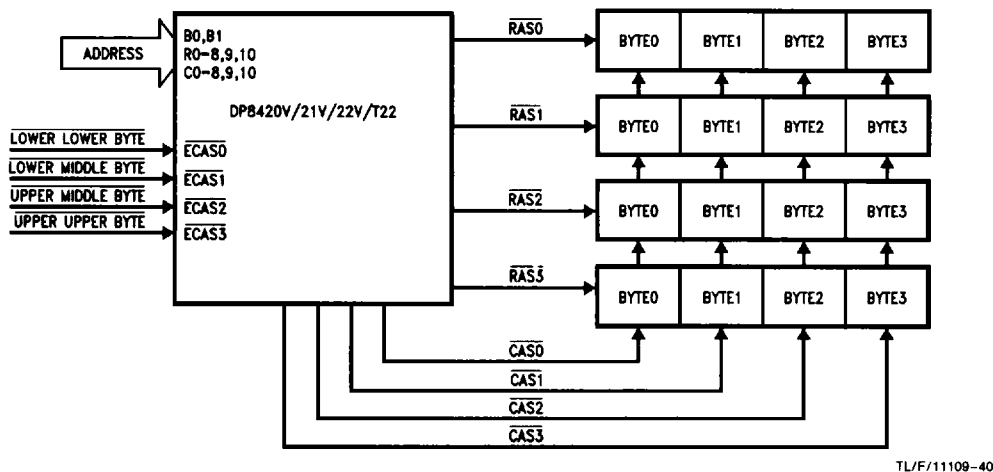 ADDRESS
B0,B1
R0-8,9,10
C0-8,9,10
DP8420V/21V/22V/T22
LOWER LOWER BYTE
LOWER MIDDLE BYTE
UPPER MIDDLE BYTE
UPPER UPPER BYTE
ECAS0
ECAS1
ECAS2
ECAS3
RAS0
BYTE0 BYTE1 BYTE2 BYTE3
RAS1
BYTE0 BYTE1 BYTE2 BYTE3
RAS2
BYTE0 BYTE1 BYTE2 BYTE3
RAS3
BYTE0 BYTE1 BYTE2 BYTE3
CAS0
CAS1
CAS2
CAS3
TL/F/11109-40